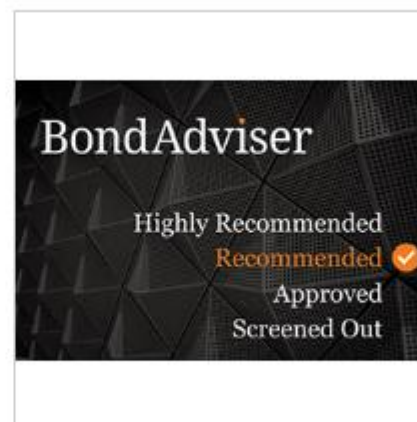 BondAdviser
Highly Recommended
Recommended
Approved
Screened Out